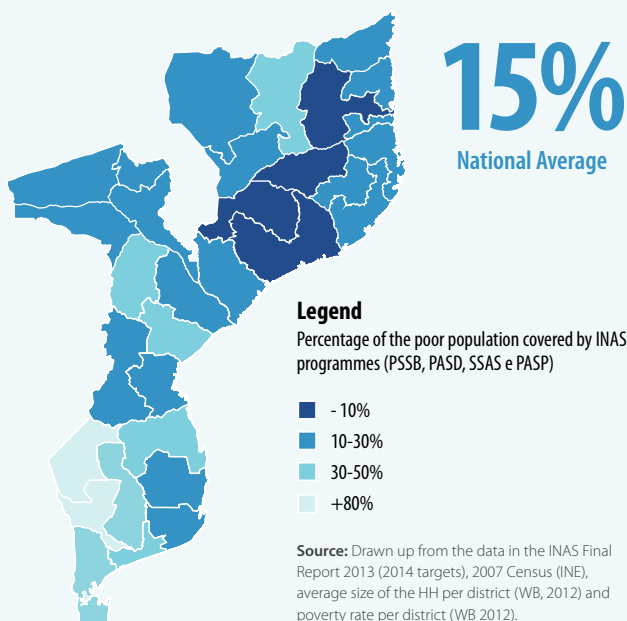 15%
National Average
Legend
Percentage of the poor population covered by INAS
programmes (PSSB, PASD, SSAS e PASP)
- 10%
10-30%
30-50%
+80%
Source: Drawn up from the data in the INAS Final
Report 2013 (2014 targets), 2007 Census (INE),
average size of the HH per district (WB, 2012) and
poverty rate per district (WB 2012).